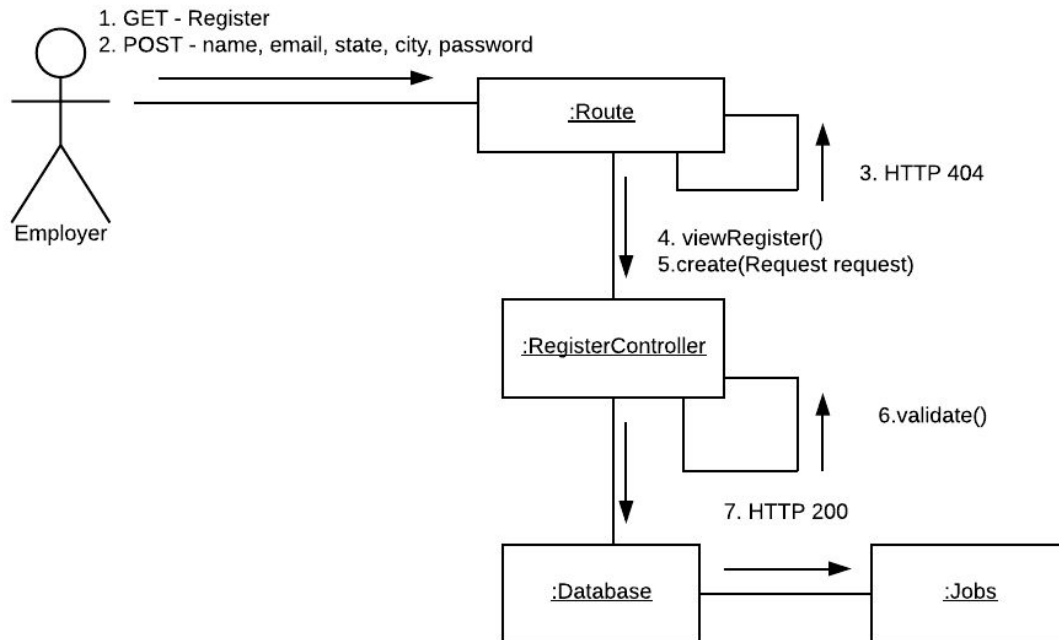 1. GET - Register
2. POST - name, email, state, city, password
:Route
3. HTTP 404
Employer
4. viewRegister()
5.create(Request request)
:RegisterController
6.validate()
7. HTTP 200
:Database
:Jobs